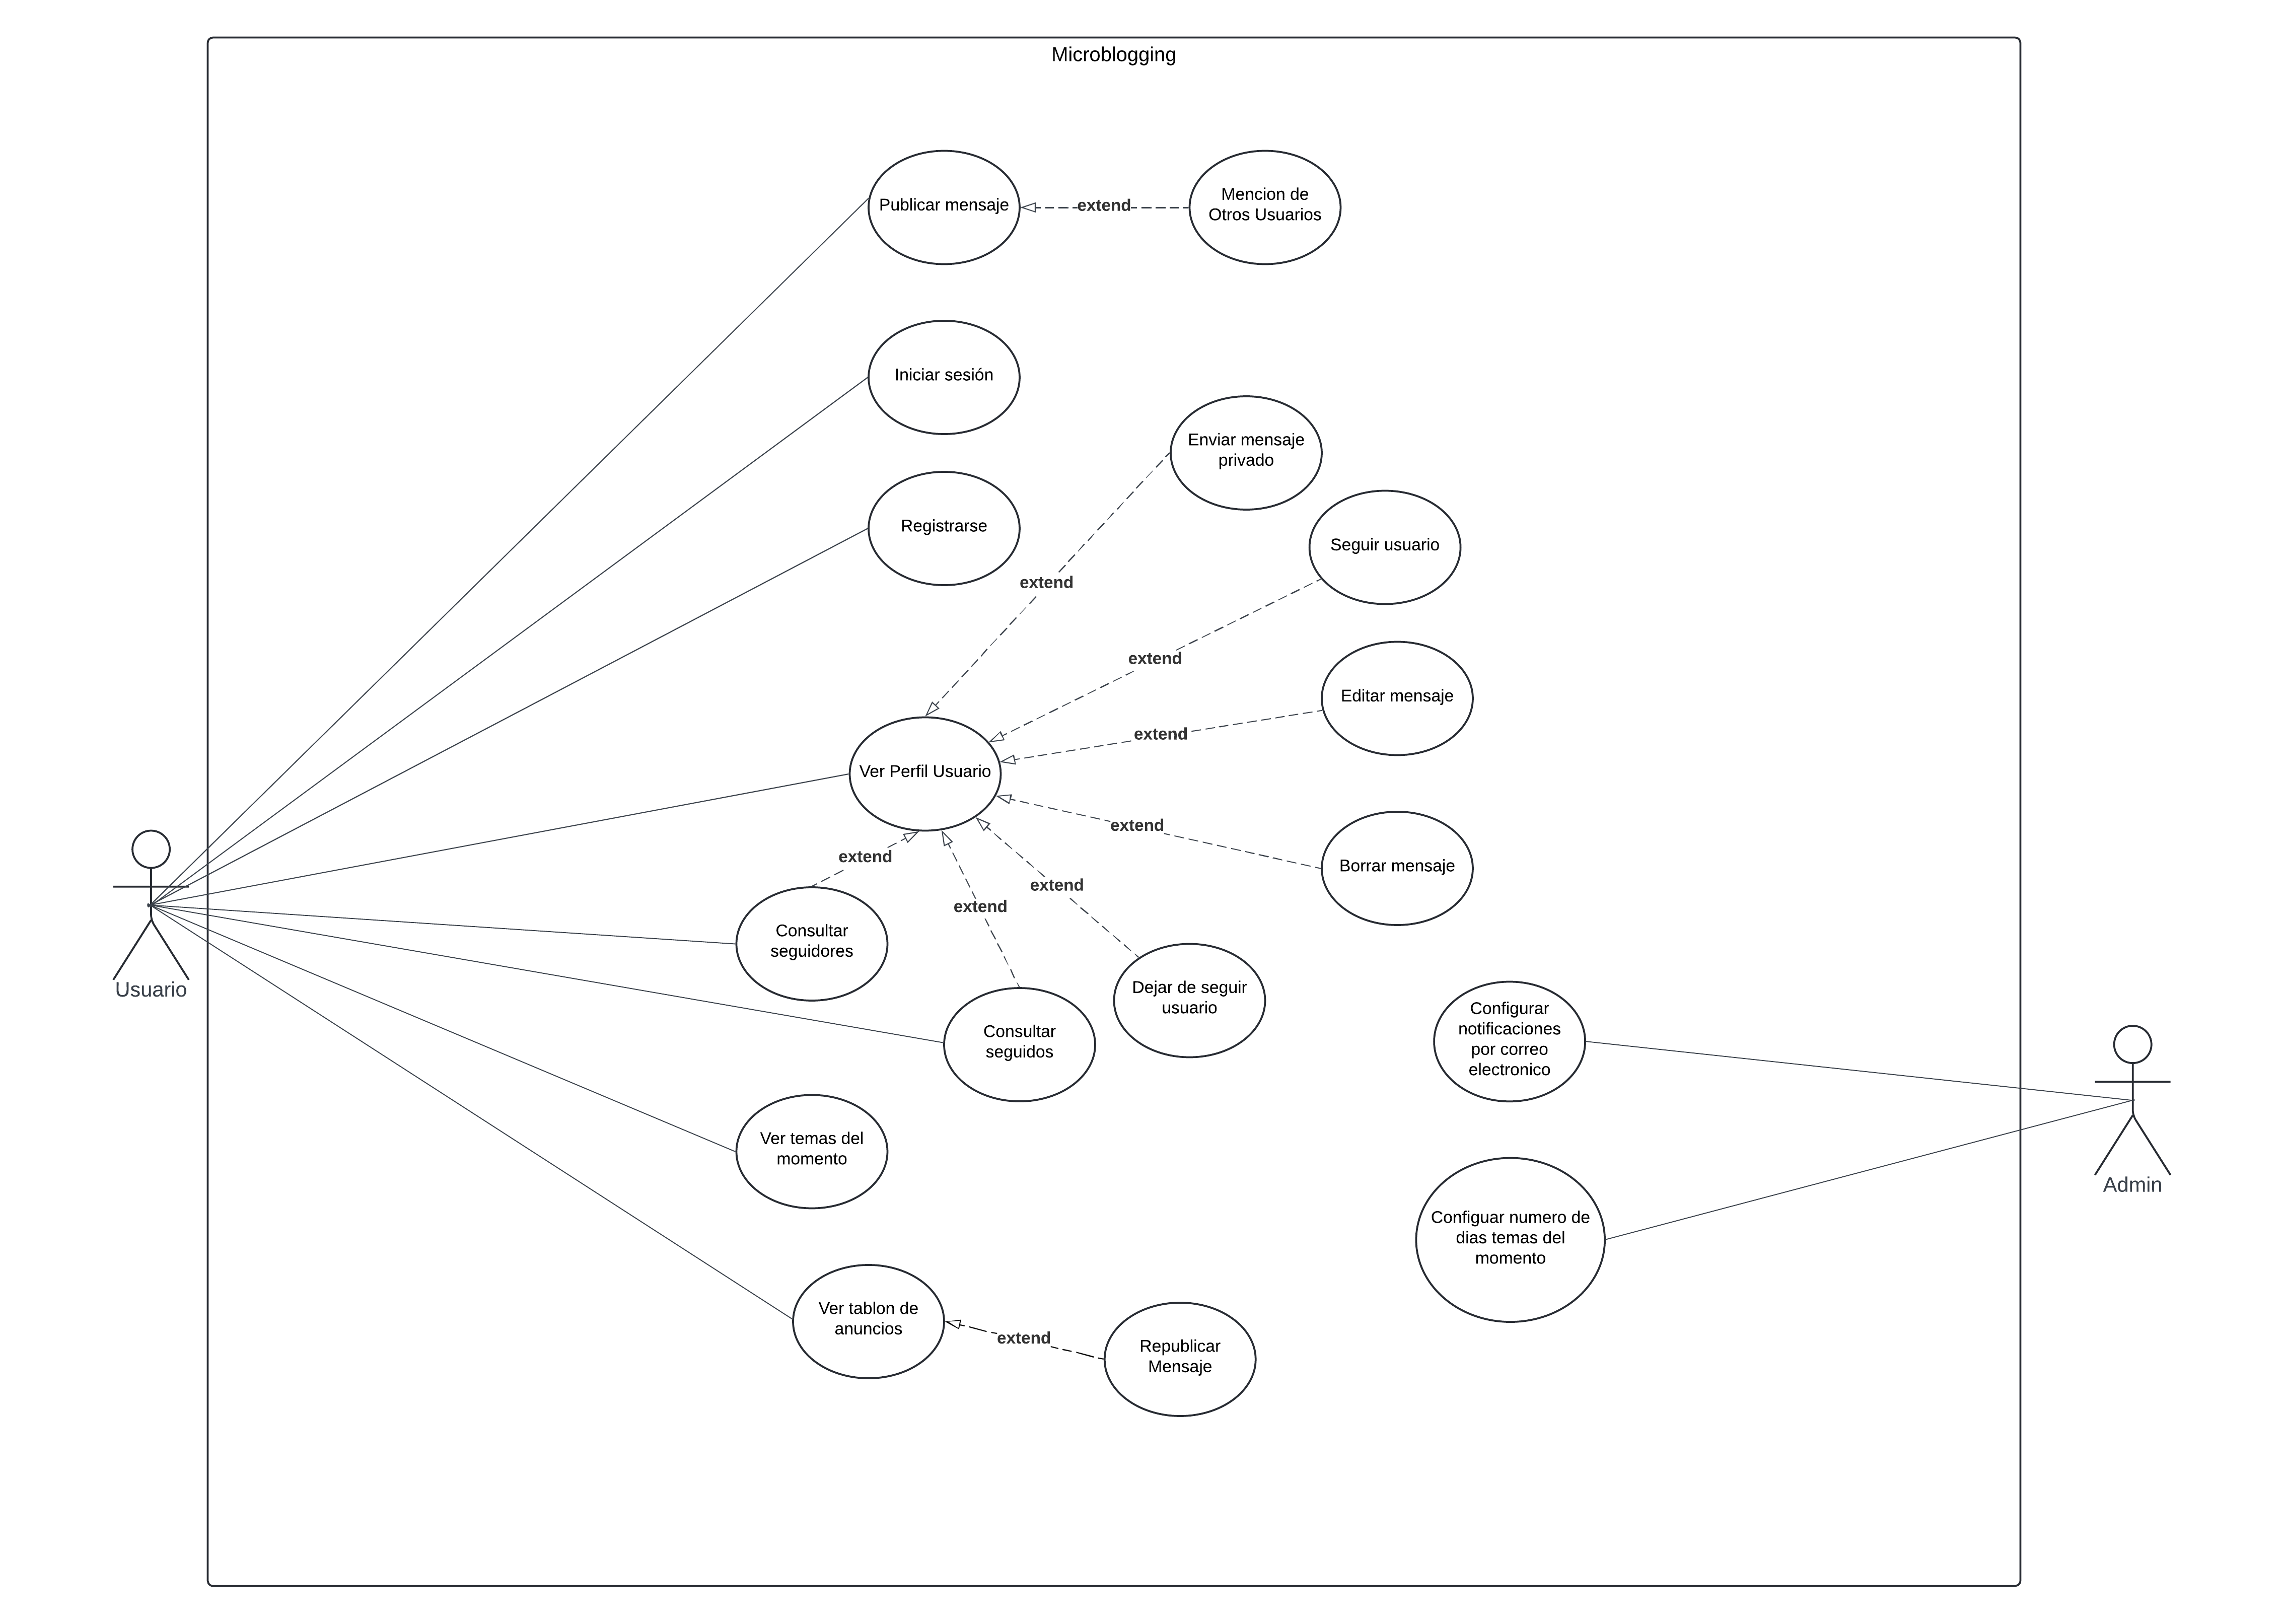 Microblogging
Publicar mensaje
extend
Mencion de
Otros Usuarios
Iniciar sesión
Enviar mensaje
privado
Registrarse
Seguir usuario
extend
extend
Editar mensaje
extend
Ver Perfil Usuario
extend
Borrar mensaje
extend
extend
extend
Consultar
seguidores
Usuario
Dejar de seguir
usuario
Consultar
seguidos
Configurar
notificaciones
por correo
electronico
Ver temas del
momento
Admin
Configuar numero de
dias temas del
momento
Ver tablon de
anuncios
extend
Republicar
Mensaje